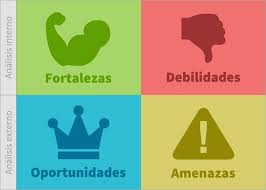 Análisis interno
Fortalezas
Debilidades
Análisis externo
Oportunidades
Amenazas